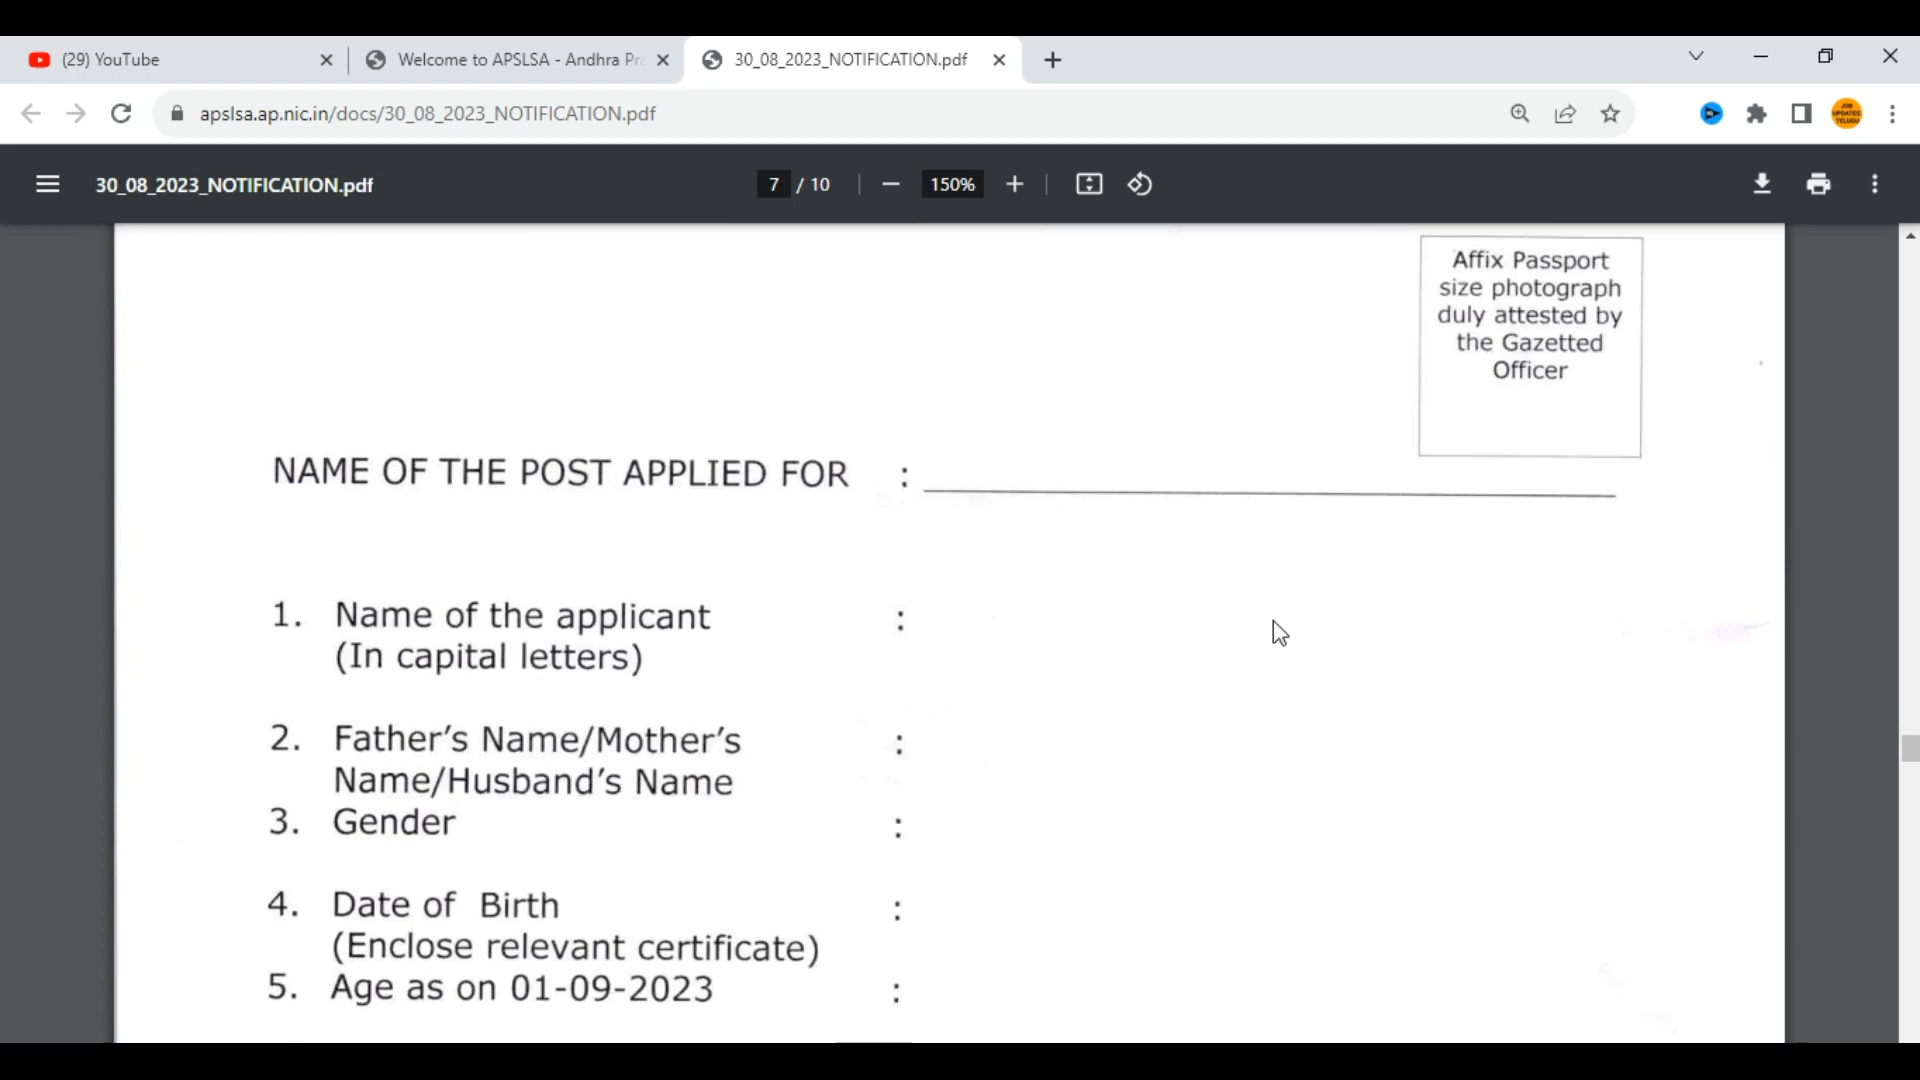 (29) YouTube
Welcome to APSLSA - Andhra Pr
30_08_2023_NOTIFICATION.pdf
apslsa.ap.nic.in/docs/30_08_2023_NOTIFICATION.pdf
JOB
UPDATES
TELUGU
30_08_2023_NOTIFICATION.pdf
7 / 10
150%
Affix Passport
size photograph
duly attested by
the Gazetted
Officer
NAME OF THE POST APPLIED FOR :
1. Name of the applicant :
(In capital letters)
2. Father's Name/Mother's :
Name/Husband's Name
3. Gender :
4. Date of Birth :
(Enclose relevant certificate)
5. Age as on 01-09-2023 :